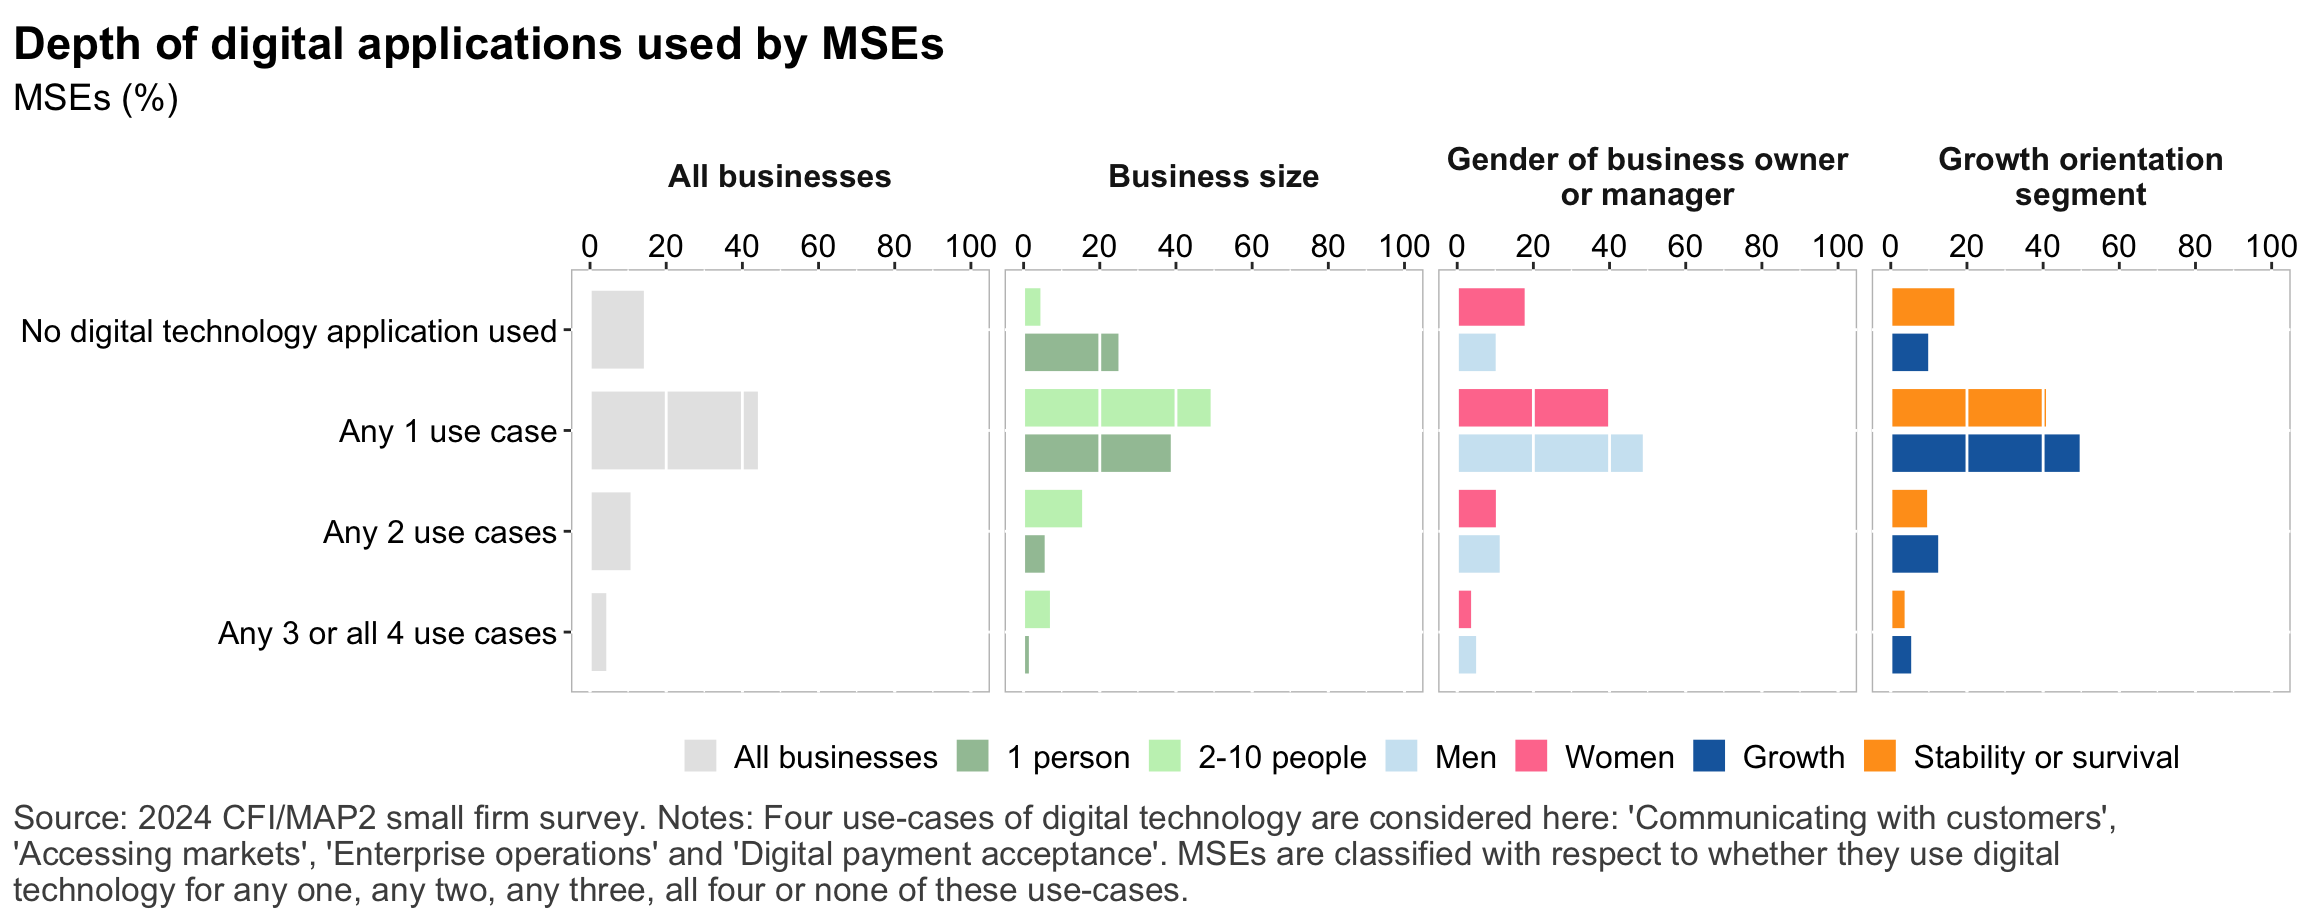 Depth of digital applications used by MSEs
MSEs (%)
All businesses
Business size
Gender of business owner
or manager
Growth orientation
segment
0 20 40 60 80 100
0 20 40 60 80 100
0 20 40 60 80 100
0 20 40 60 80 100
No digital technology application used
Any 1 use case
Any 2 use cases
Any 3 or all 4 use cases
All businesses 1 person 2-10 people Men Women Growth Stability or survival
Source: 2024 CFI/MAP2 small firm survey. Notes: Four use-cases of digital technology are considered here: 'Communicating with customers',
'Accessing markets', 'Enterprise operations' and 'Digital payment acceptance'. MSEs are classified with respect to whether they use digital
technology for any one, any two, any three, all four or none of these use-cases.